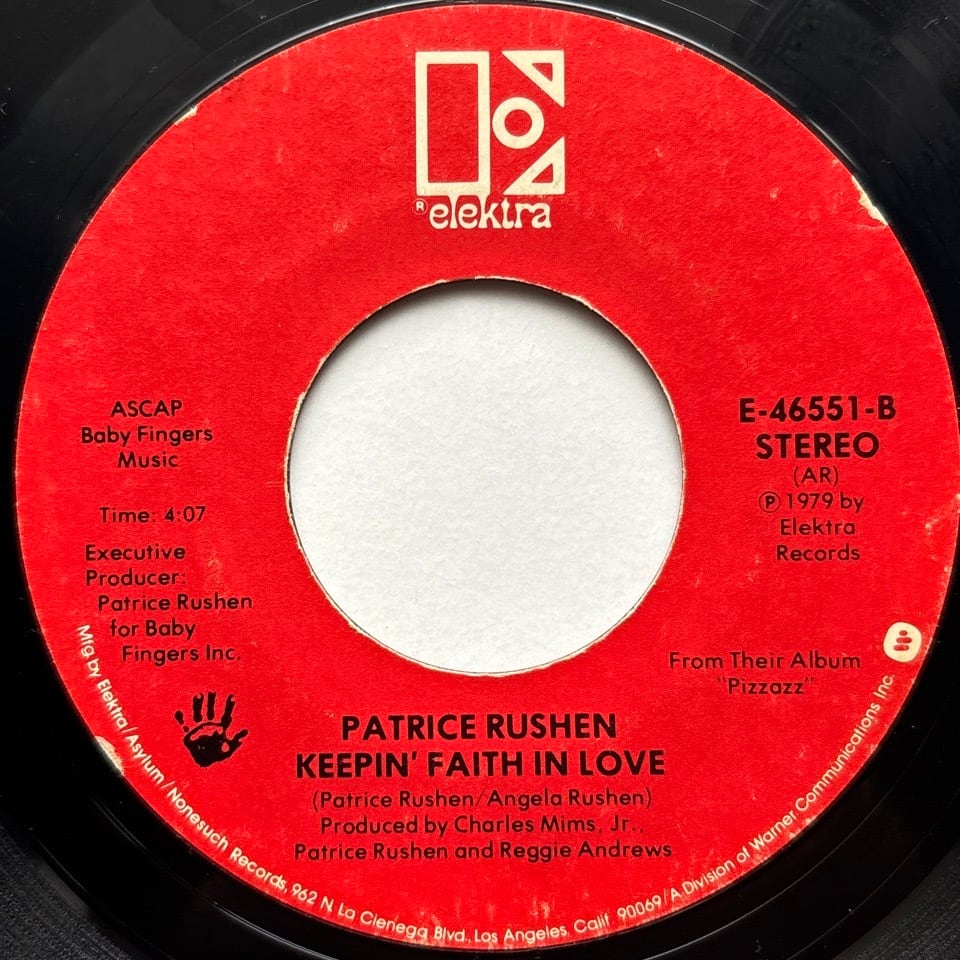 ® elektra
ASCAP
Baby Fingers
Music
Time: 4:07
Executive
Producer:
Patrice Rushen
for Baby
Fingers Inc.
E-46551-B
STEREO
(AR)
Ⓟ 1979 by
Elektra
Records
From Their Album
"Pizzazz"
PATRICE RUSHEN
KEEPIN' FAITH IN LOVE
(Patrice Rushen/Angela Rushen)
Produced by Charles Mims, Jr.,
Patrice Rushen and Reggie Andrews
Mfg by Elektra/Asylum/Nonesuch Records, 962 N La Cienega Blvd., Los Angeles, Calif. 90069/A Division of Warner Communications Inc.